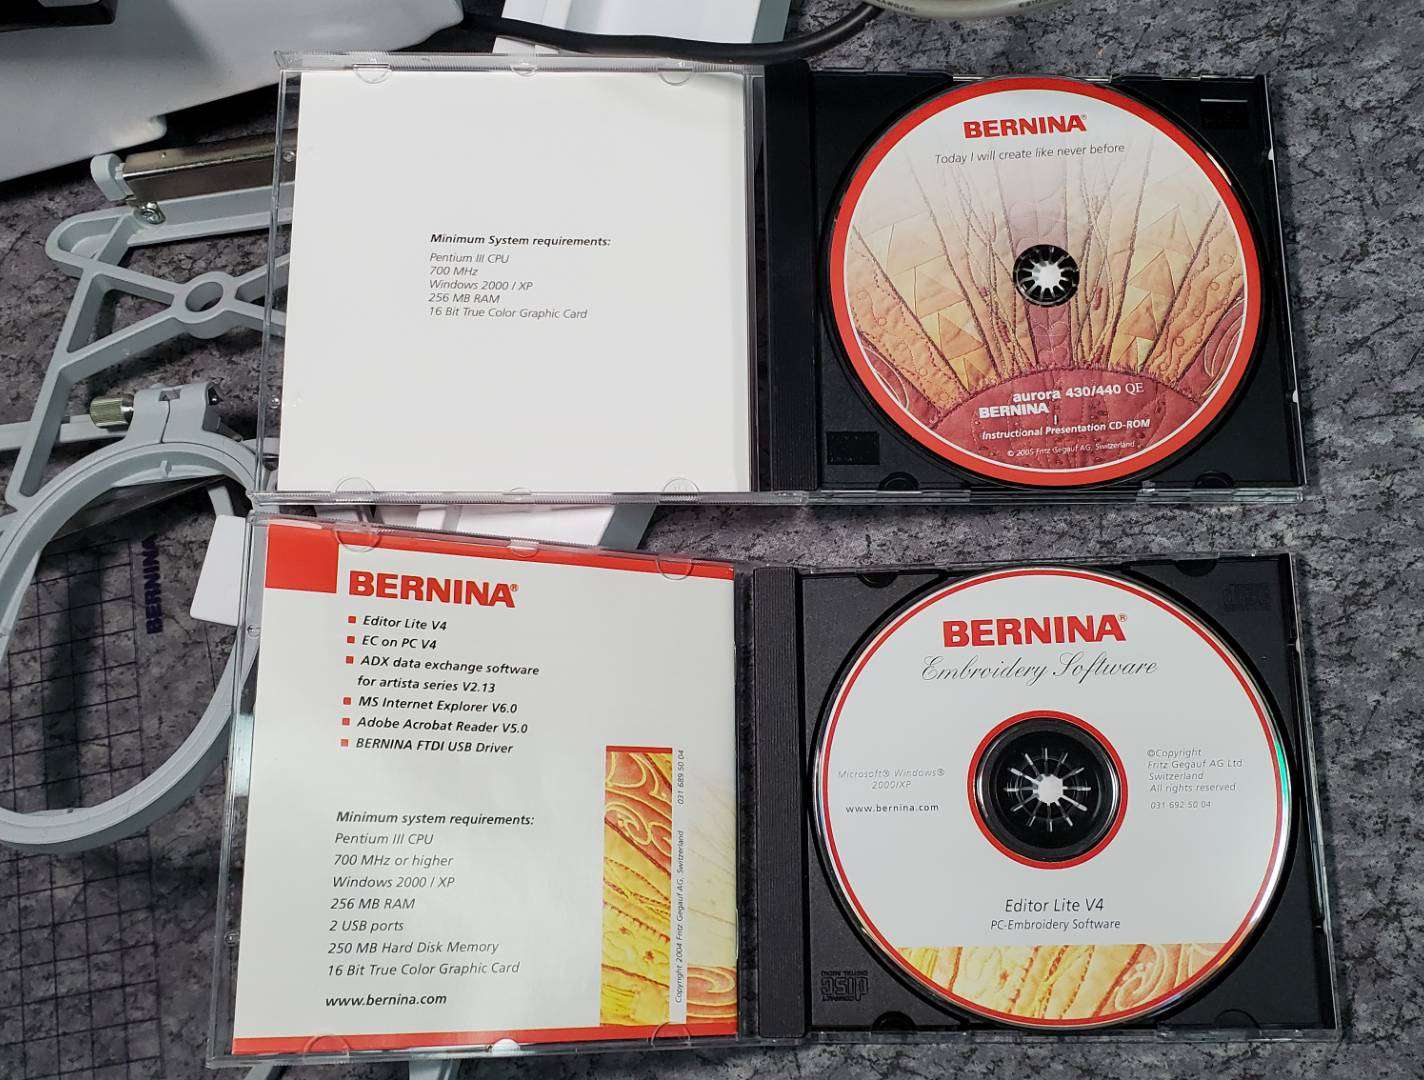 Minimum System requirements:
Pentium III CPU
700 MHz
Windows 2000 / XP
256 MB RAM
16 Bit True Color Graphic Card
BERNINA®
Today I will create like never before
aurora 430/440 QE
BERNINA
Instructional Presentation CD-ROM
© 2005 Fritz Gegauf AG, Switzerland
BERNINA®
Editor Lite V4
EC on PC V4
ADX data exchange software
for artista series V2.13
MS Internet Explorer V6.0
Adobe Acrobat Reader V5.0
BERNINA FTDI USB Driver
Minimum system requirements:
Pentium III CPU
700 MHz or higher
Windows 2000 / XP
256 MB RAM
2 USB ports
250 MB Hard Disk Memory
16 Bit True Color Graphic Card
www.bernina.com
Copyright 2004 Fritz Gegauf AG, Switzerland
031 689 50 04
BERNINA®
Embroidery Software
Microsoft® Windows®
2000/XP
www.bernina.com
©Copyright
Fritz Gegauf AG Ltd.
Switzerland
All rights reserved
031 692 50 04
Editor Lite V4
PC-Embroidery Software
COMPACT
disc
DIGITAL AUDIO
BERNINA